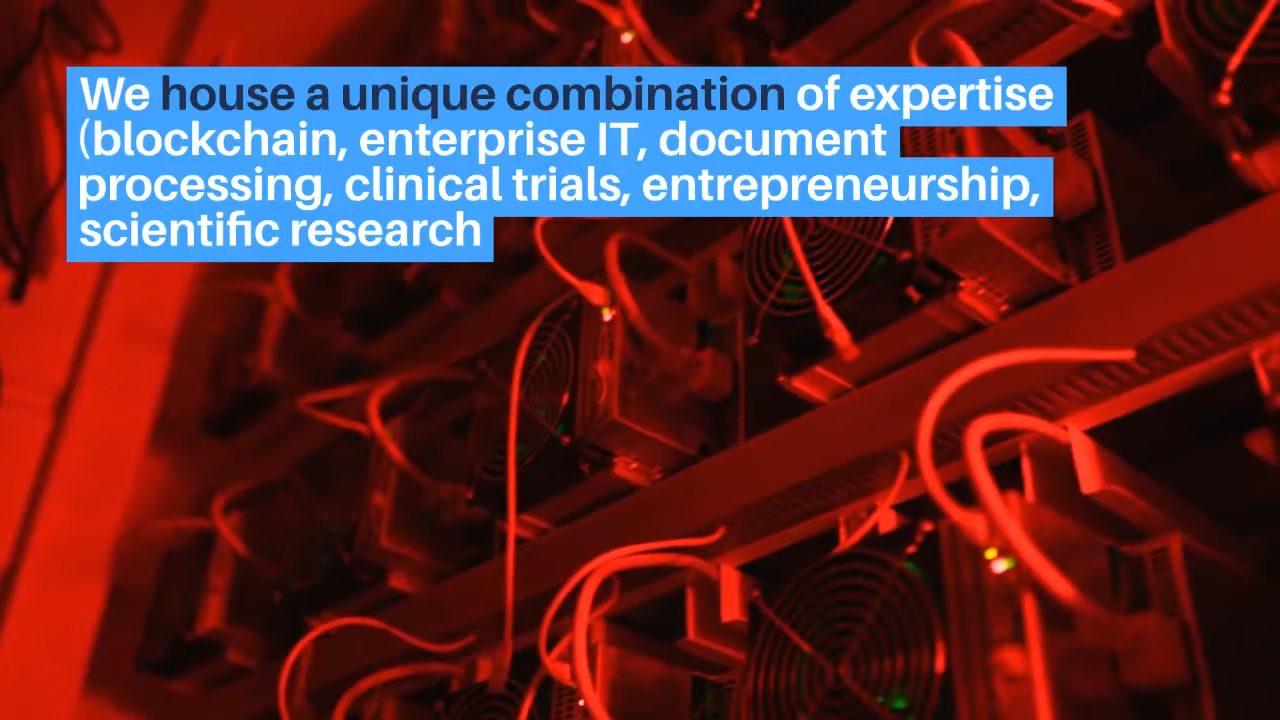 We house a unique combination of expertise
(blockchain, enterprise IT, document
processing, clinical trials, entrepreneurship,
scientific research